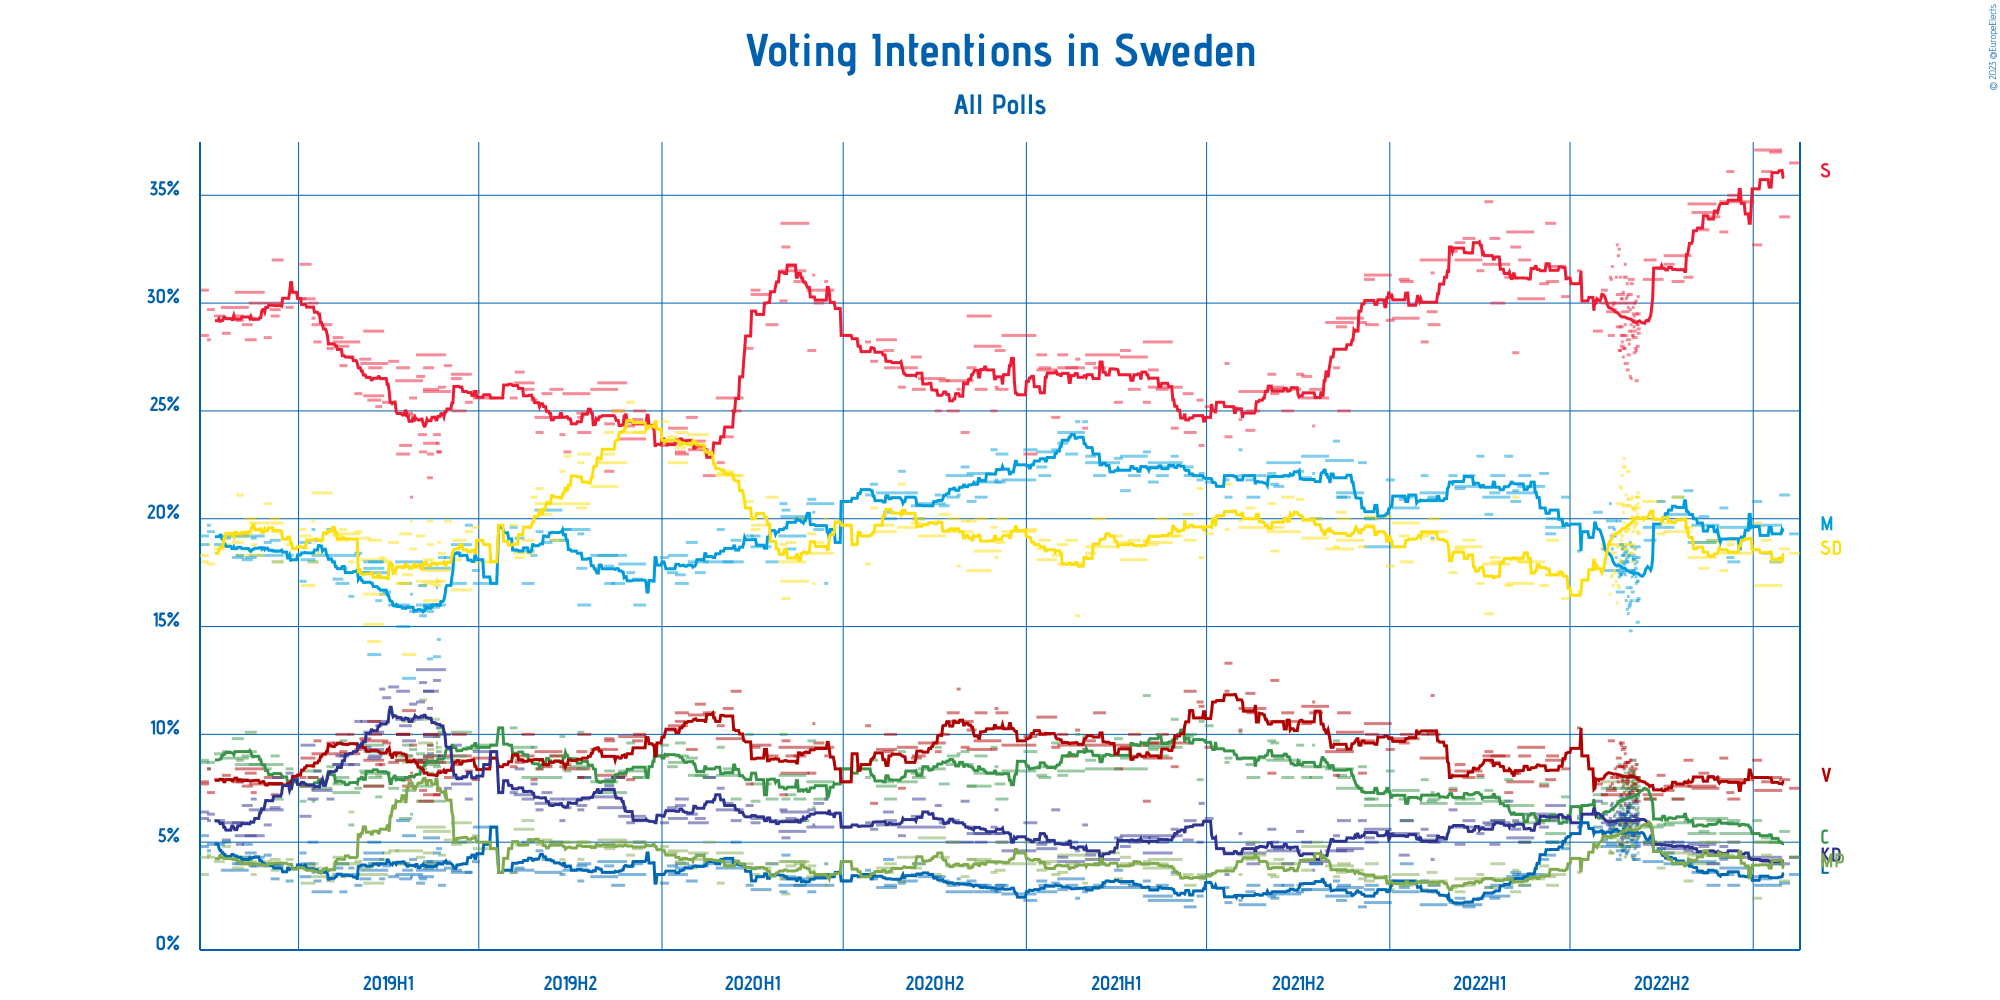 © 2023 @EuropeElects
Voting Intentions in Sweden
All Polls
35%
S
30%
25%
20%
M
SD
15%
10%
V
5%
C
KD
MP
L
0%
2019H1 2019H2 2020H1 2020H2 2021H1 2021H2 2022H1 2022H2